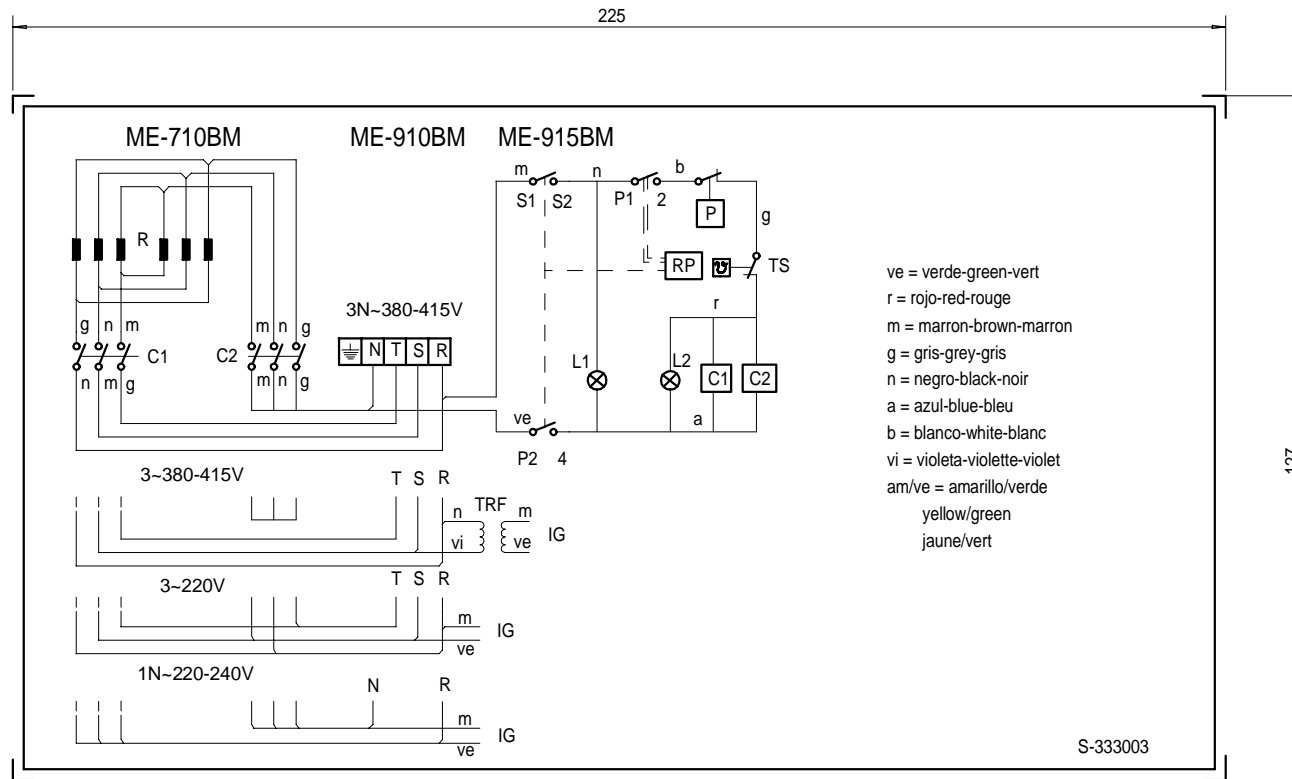 225
ME-710BM ME-910BM ME-915BM
m n b
S1 S2 P1 2
P
g
R
RP TS
3N~380-415V
r
g n m m n g
C1 C2
N T S R
L1 L2 C1 C2
n m g m n g
ve a
P2 4
ve = verde-green-vert
r = rojo-red-rouge
m = marron-brown-marron
g = gris-grey-gris
n = negro-black-noir
a = azul-blue-bleu
b = blanco-white-blanc
vi = violeta-violette-violet
am/ve = amarillo/verde
yellow/green
jaune/vert
127
3~380-415V
T S R
n TRF m
vi ve IG
3~220V
T S R
m
ve IG
1N~220-240V
N R
m
ve IG
S-333003